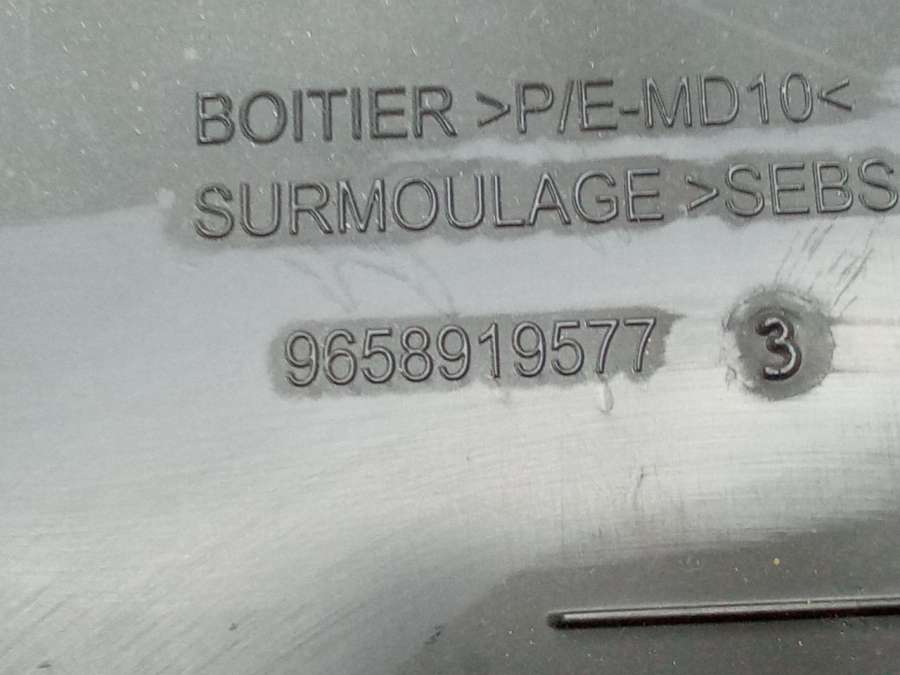 BOITIER >P/E-MD10<
SURMOULAGE >SEBS
9658919577 3